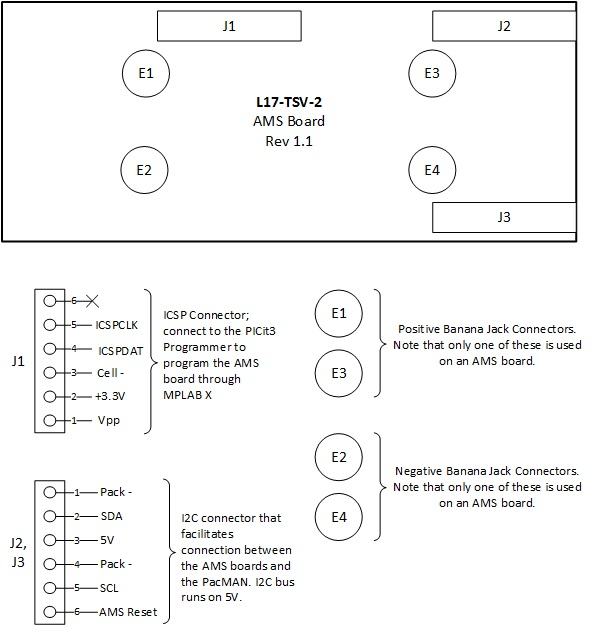 J1
J2
E1
E3
L17-TSV-2
AMS Board
Rev 1.1
E2
E4
J3
J1
6
5 ICSPCLK
4 ICSPDAT
3 Cell -
2 +3.3V
1 Vpp
ICSP Connector;
connect to the PICit3
Programmer to
program the AMS
board through
MPLAB X
E1
E3
Positive Banana Jack Connectors.
Note that only one of these is used
on an AMS board.
E2
E4
Negative Banana Jack Connectors.
Note that only one of these is used
on an AMS board.
J2,
J3
1 Pack -
2 SDA
3 5V
4 Pack -
5 SCL
6 AMS Reset
I2C connector that
facilitates
connection between
the AMS boards and
the PacMAN. I2C bus
runs on 5V.